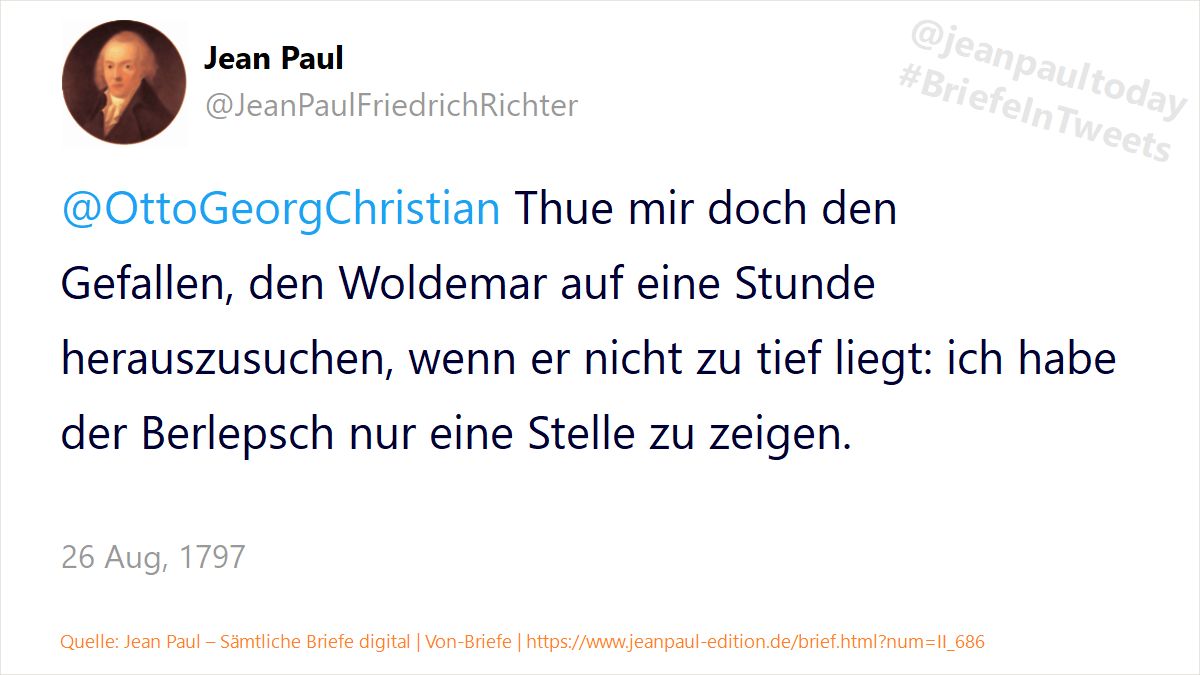 Jean Paul
@JeanPaulFriedrichRichter
@jeanpaultoday
#BriefeInTweets
@OttoGeorgChristian Thue mir doch den
Gefallen, den Woldemar auf eine Stunde
herauszusuchen, wenn er nicht zu tief liegt: ich habe
der Berlepsch nur eine Stelle zu zeigen.
26 Aug, 1797
Quelle: Jean Paul – Sämtliche Briefe digital | Von-Briefe | https://www.jeanpaul-edition.de/brief.html?num=II_686